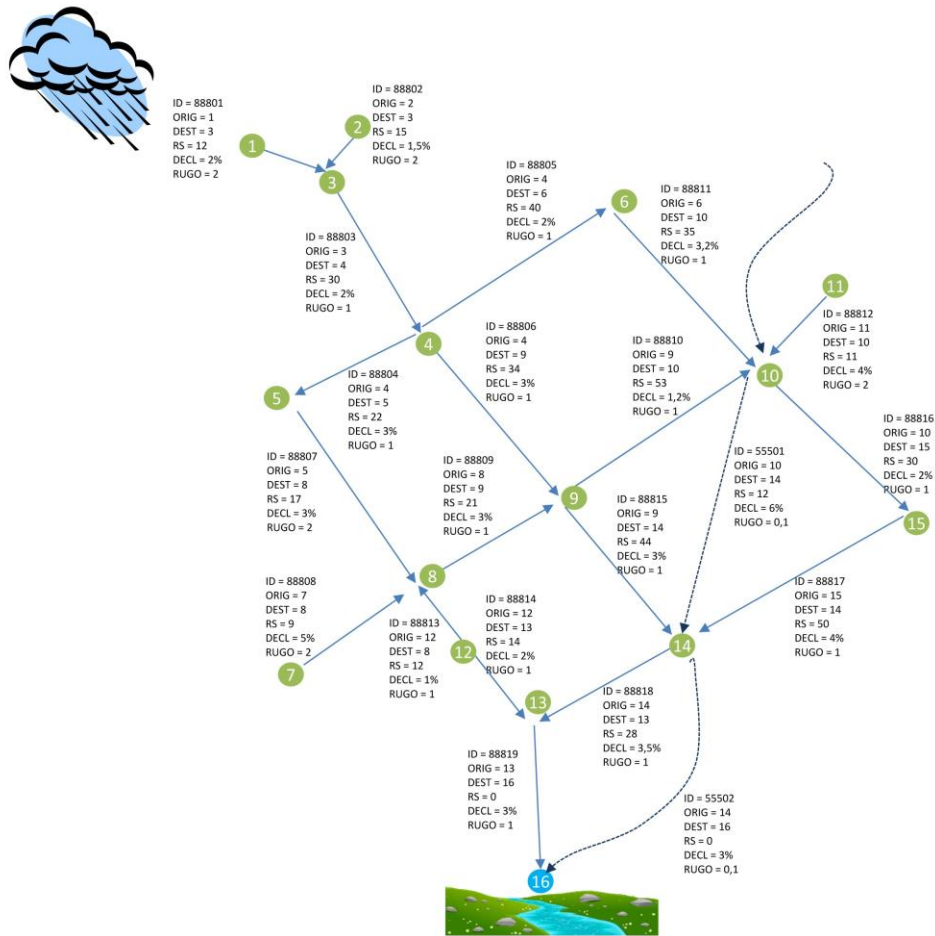 ID = 88801
ORIG = 1
DEST = 3
RS = 12
DECL = 2%
RUGO = 2
ID = 88802
ORIG = 2
DEST = 3
RS = 15
DECL = 1,5%
RUGO = 2
1
2
3
ID = 88803
ORIG = 3
DEST = 4
RS = 30
DECL = 2%
RUGO = 1
ID = 88805
ORIG = 4
DEST = 6
RS = 40
DECL = 2%
RUGO = 1
6
ID = 88811
ORIG = 6
DEST = 10
RS = 35
DECL = 3,2%
RUGO = 1
11
ID = 88812
ORIG = 11
DEST = 10
RS = 11
DECL = 4%
RUGO = 2
4
ID = 88806
ORIG = 4
DEST = 9
RS = 34
DECL = 3%
RUGO = 1
ID = 88810
ORIG = 9
DEST = 10
RS = 53
DECL = 1,2%
RUGO = 1
10
5
ID = 88804
ORIG = 4
DEST = 5
RS = 22
DECL = 3%
RUGO = 1
ID = 88816
ORIG = 10
DEST = 15
RS = 30
DECL = 2%
RUGO = 1
ID = 88807
ORIG = 5
DEST = 8
RS = 17
DECL = 3%
RUGO = 2
ID = 88809
ORIG = 8
DEST = 9
RS = 21
DECL = 3%
RUGO = 1
9
ID = 88815
ORIG = 9
DEST = 14
RS = 44
DECL = 3%
RUGO = 1
ID = 55501
ORIG = 10
DEST = 14
RS = 12
DECL = 6%
RUGO = 0,1
15
8
ID = 88808
ORIG = 7
DEST = 8
RS = 9
DECL = 5%
RUGO = 2
7
ID = 88813
ORIG = 12
DEST = 8
RS = 12
DECL = 1%
RUGO = 1
12
ID = 88814
ORIG = 12
DEST = 13
RS = 14
DECL = 2%
RUGO = 1
14
ID = 88817
ORIG = 15
DEST = 14
RS = 50
DECL = 4%
RUGO = 1
13
ID = 88818
ORIG = 14
DEST = 13
RS = 28
DECL = 3,5%
RUGO = 1
ID = 88819
ORIG = 13
DEST = 16
RS = 0
DECL = 3%
RUGO = 1
ID = 55502
ORIG = 14
DEST = 16
RS = 0
DECL = 3%
RUGO = 0,1
16